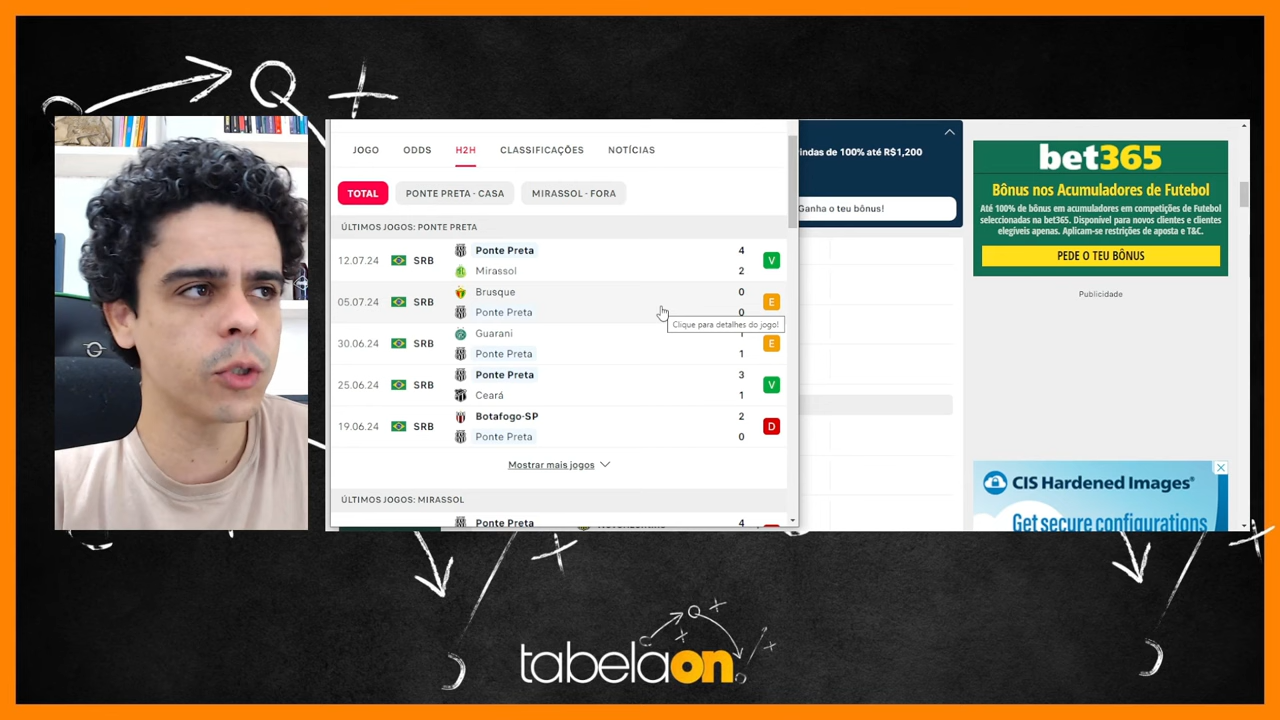 JOGO ODDS H2H CLASSIFICAÇÕES NOTÍCIAS
TOTAL PONTE PRETA - CASA MIRASSOL - FORA
ÚLTIMOS JOGOS: PONTE PRETA
12.07.24 SRB Ponte Preta 4 V
Mirassol 2
05.07.24 SRB Brusque 0 E
Ponte Preta 0
Clique para detalhes do jogo!
30.06.24 SRB Guarani E
Ponte Preta 1
25.06.24 SRB Ponte Preta 3 V
Ceará 1
19.06.24 SRB Botafogo-SP 2 D
Ponte Preta 0
Mostrar mais jogos
ÚLTIMOS JOGOS: MIRASSOL
Ponte Preta 4
indas de 100% até R$1,200
Ganha o teu bônus!
bet365
Bônus nos Acumuladores de Futebol
Até 100% de bônus em acumuladores em competições de Futebol
seleccionadas na bet365. Disponível para novos clientes e clientes
elegíveis apenas. Aplicam-se restrições de aposta e T&C.
PEDE O TEU BÔNUS
Publicidade
CIS Hardened Images®
Get secure configurations
tabelaon